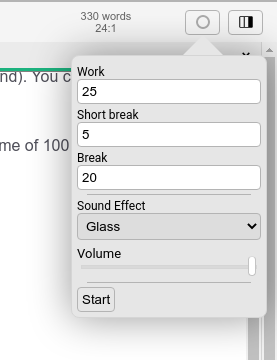 330 words
24:1
nd). You c
me of 100
Work
25
Short break
5
Break
20
Sound Effect
Glass
Volume
Start